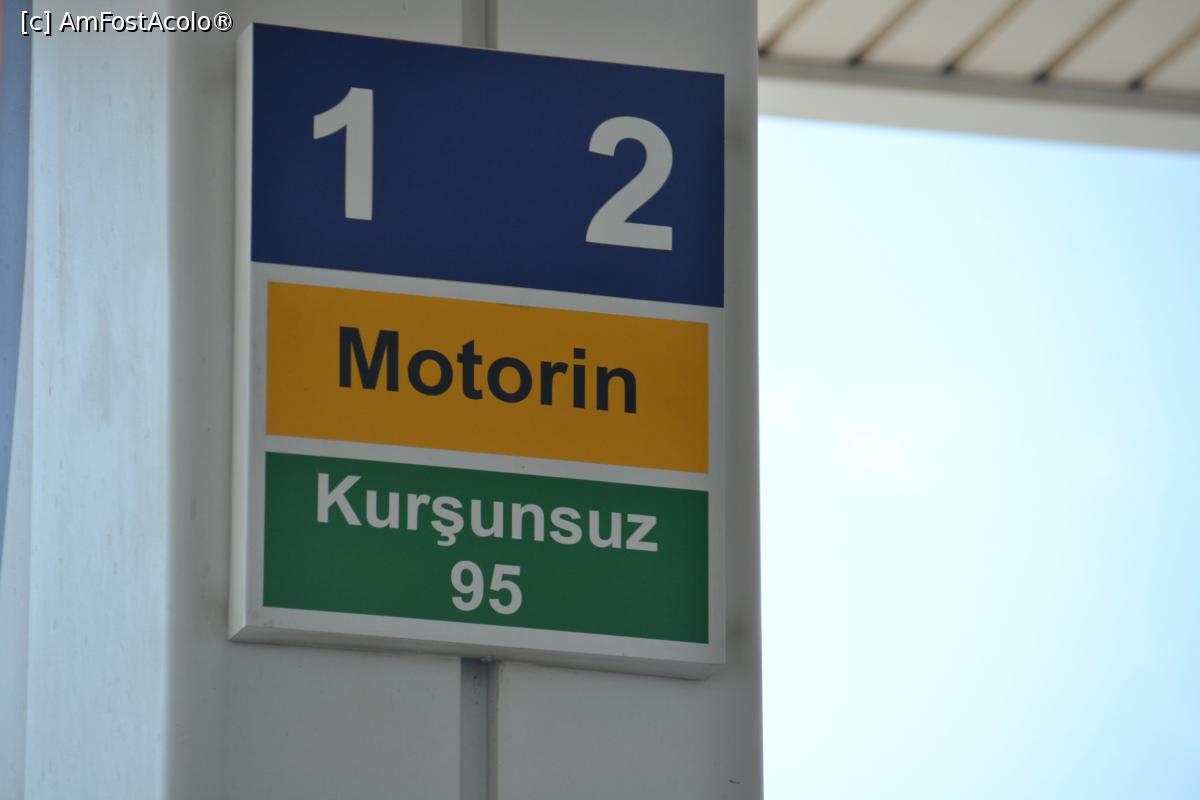 [c] AmFostAcolo®
1 2
Motorin
Kurşunsuz
95